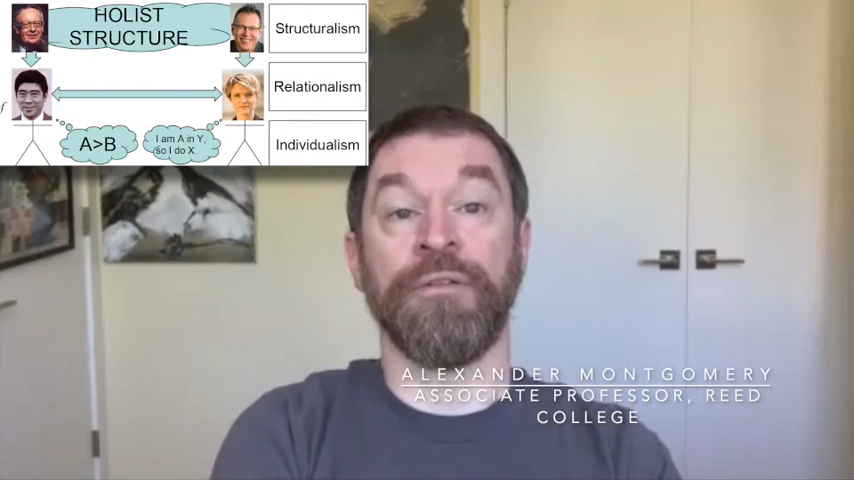 HOLIST
STRUCTURE
Structuralism
Relationalism
f
A>B
I am A in Y,
so I do X.
Individualism
ALEXANDER MONTGOMERY
ASSOCIATE PROFESSOR, REED
COLLEGE